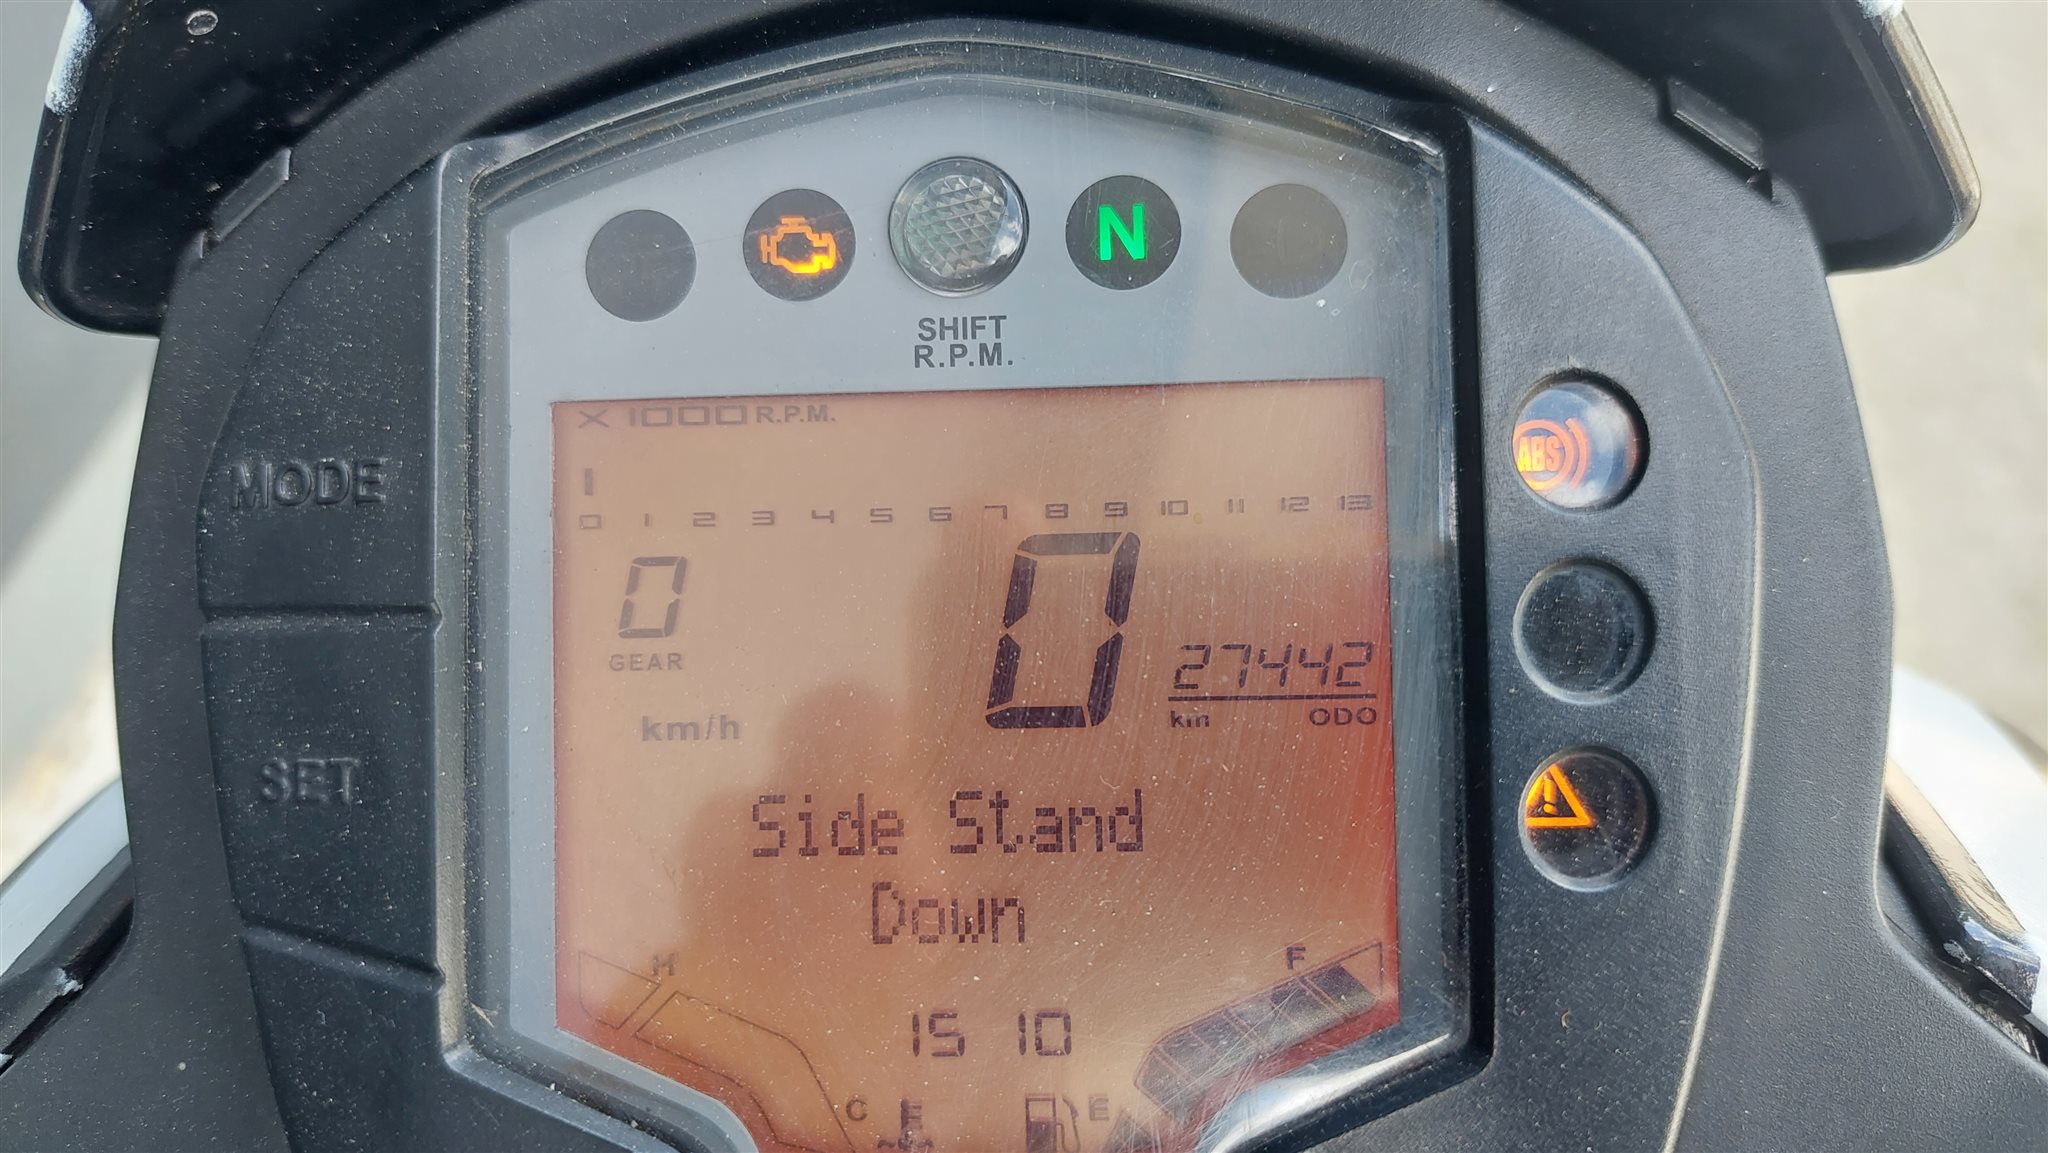 N
SHIFT
R.P.M.
X 1000 R.P.M.
0 1 2 3 4 5 6 7 8 9 10 11 12 13
MODE
ABS
0
0
GEAR
27442
km ODO
km/h
SET
Side Stand
Down
H
F
15 10
C
E